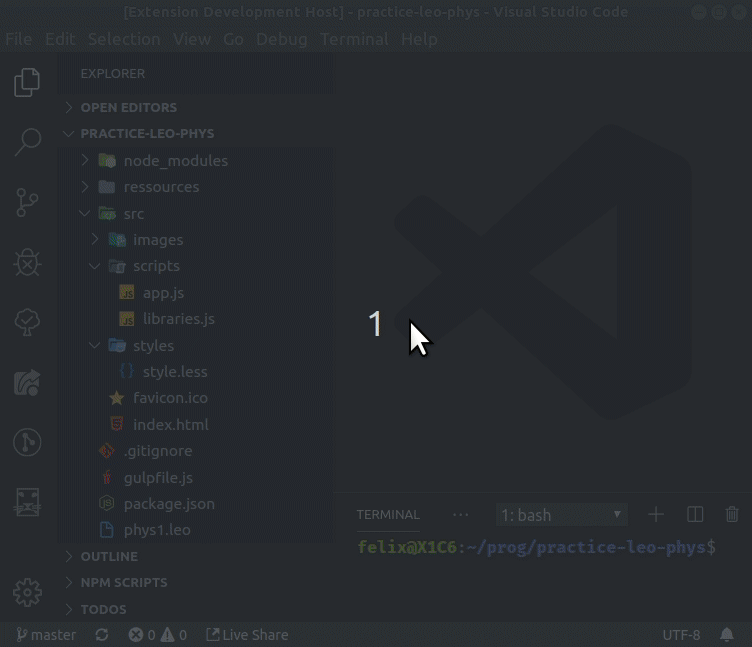 [Extension Development Host] - practice-leo-phys - Visual Studio Code
File Edit Selection View Go Debug Terminal Help
EXPLORER
OPEN EDITORS
PRACTICE-LEO-PHYS
node_modules
ressources
src
images
scripts
JS app.js
JS libraries.js
styles
{} style.less
favicon.ico
index.html
.gitignore
gulpfile.js
package.json
phys1.leo
OUTLINE
NPM SCRIPTS
TODOS
1
TERMINAL ... 1: bash
felix@X1C6:~/prog/practice-leo-phys$
master 0 0 Live Share UTF-8